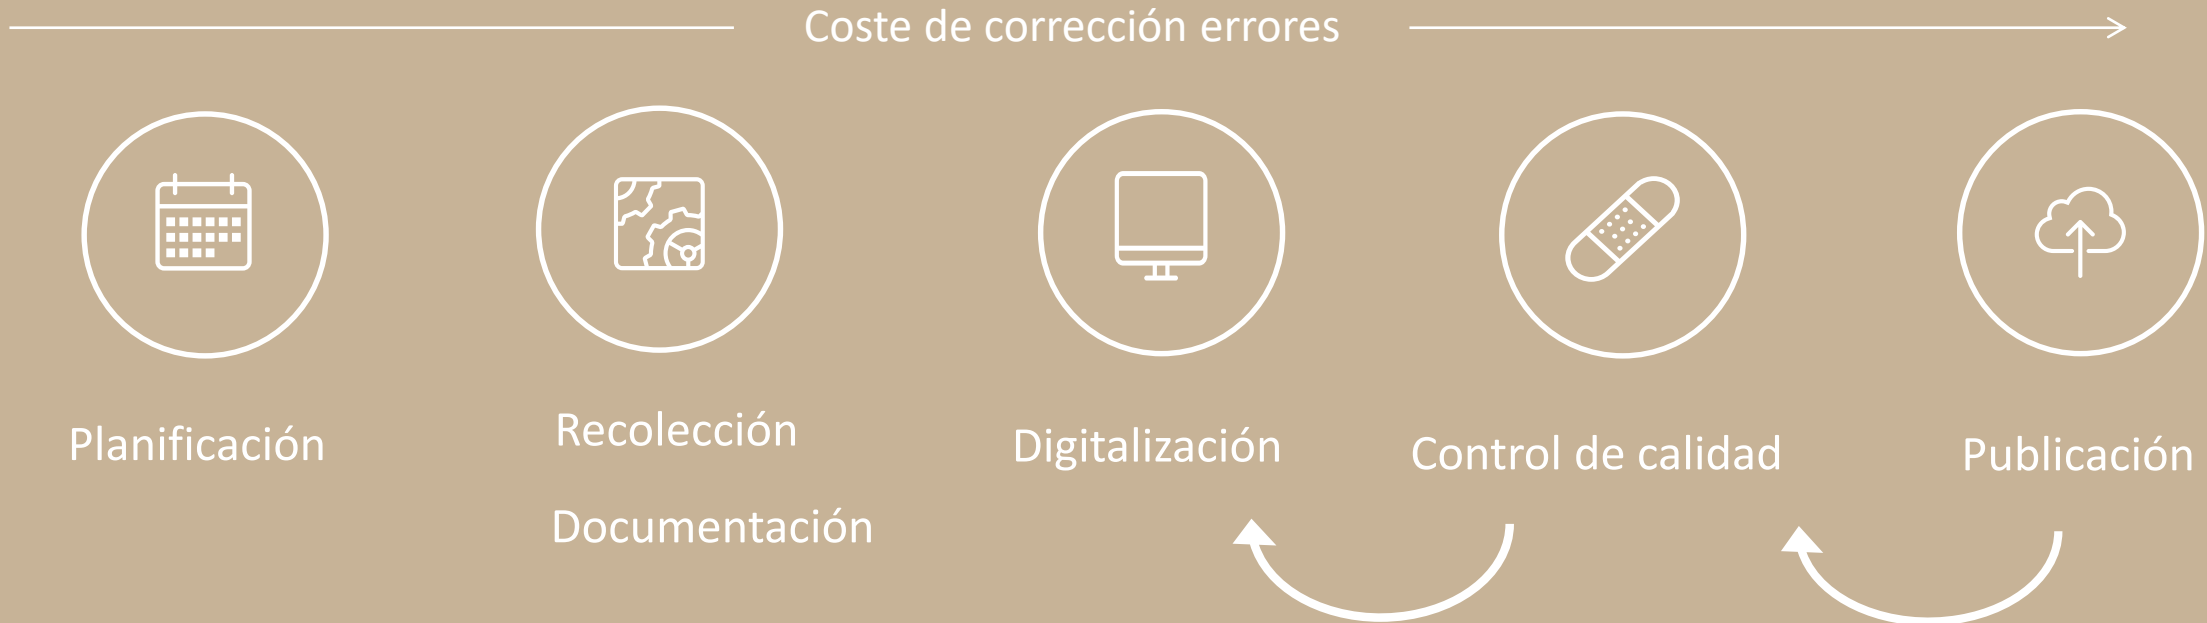 Coste de corrección errores
Planificación
Recolección
Documentación
Digitalización
Control de calidad
Publicación